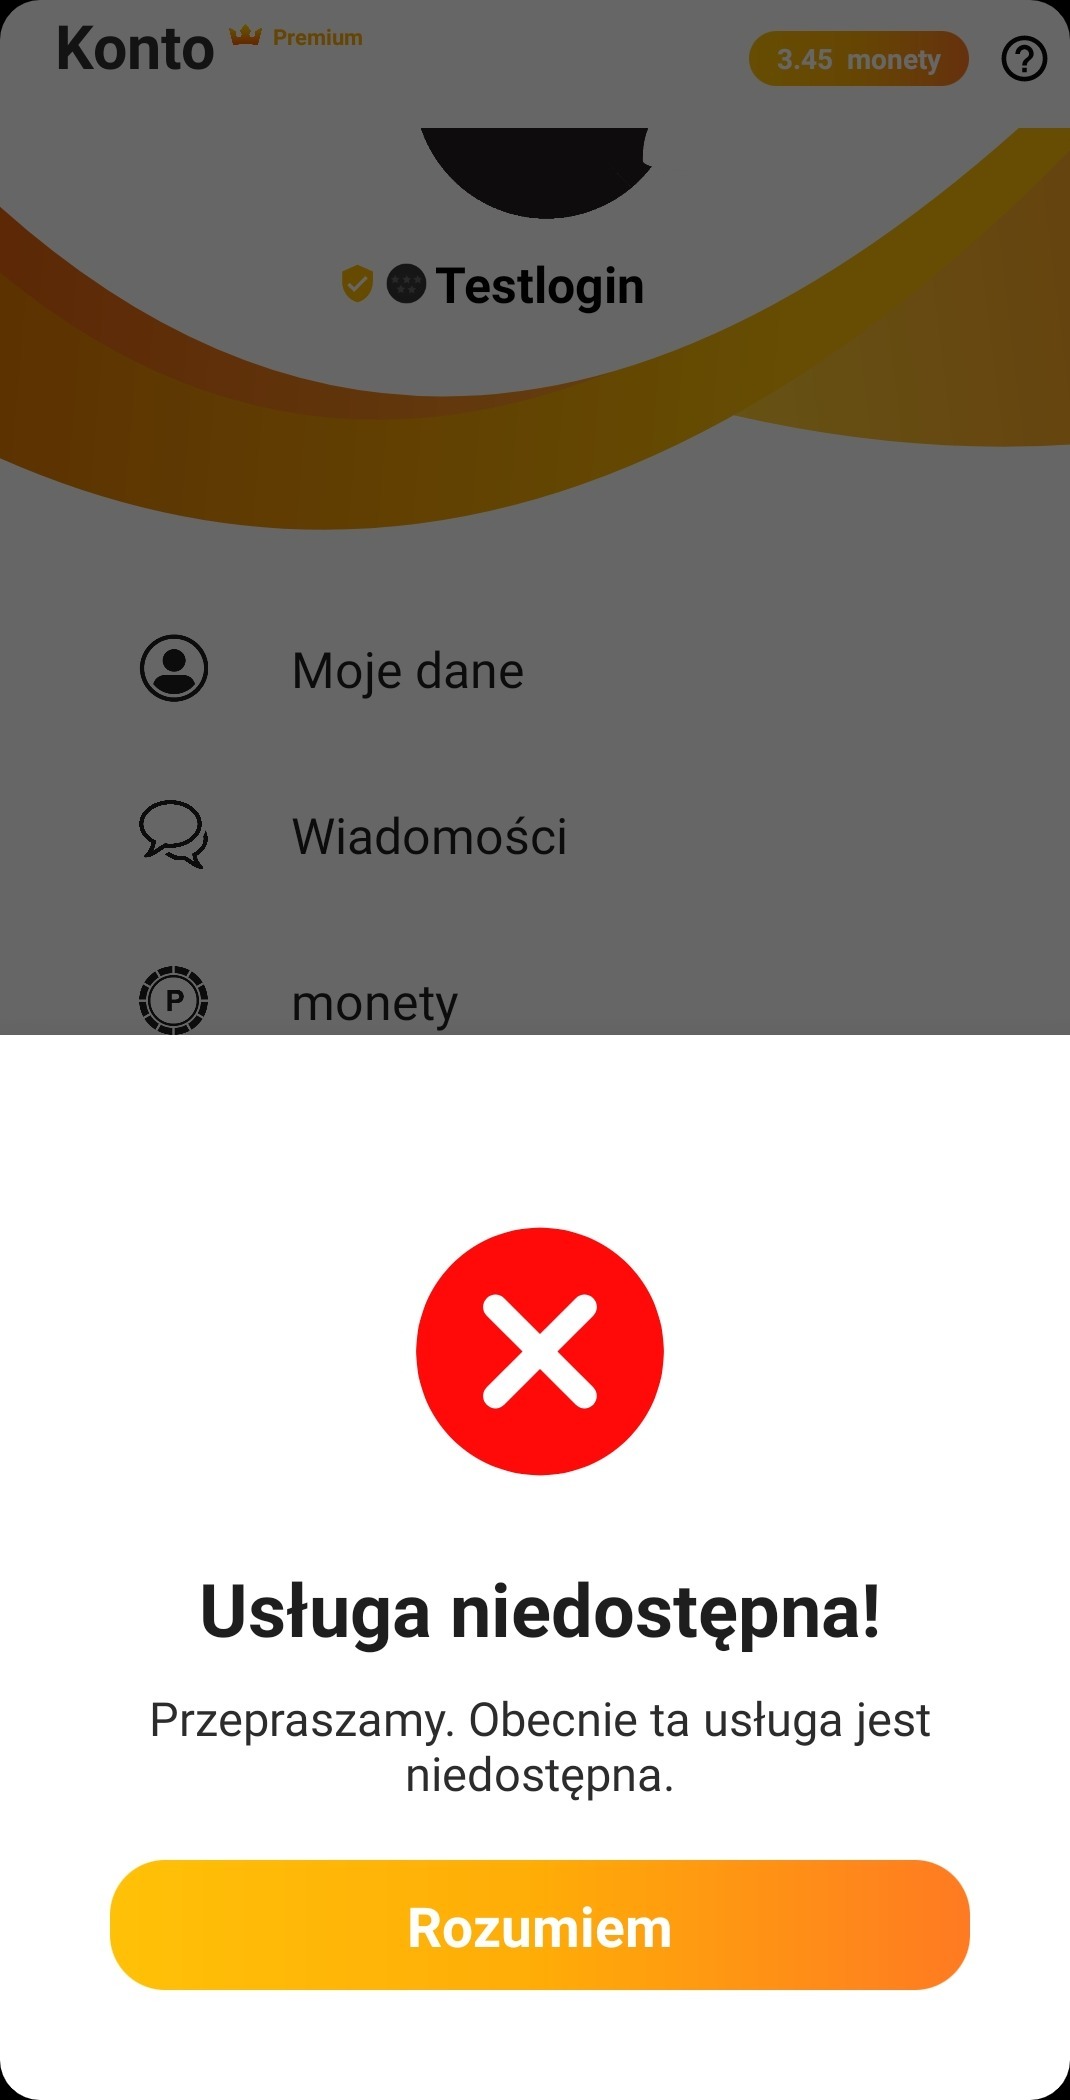 Konto Premium
3.45 monety
Testlogin
Moje dane
Wiadomości
P
monety
Usługa niedostępna!
Przepraszamy. Obecnie ta usługa jest
niedostępna.
Rozumiem